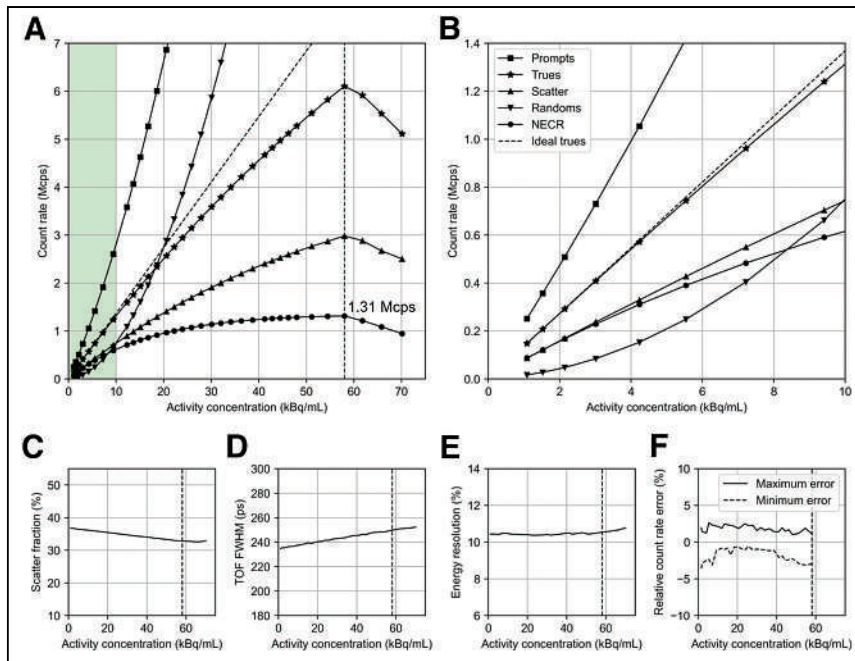 A
Count rate (Mcps)
7
6
5
4
3
2
1
0
1.31 Mcps
0 10 20 30 40 50 60 70
Activity concentration (kBq/mL)
B
Count rate (Mcps)
1.4
1.2
1.0
0.8
0.6
0.4
0.2
0.0
Prompts
Trues
Scatter
Randoms
NECR
Ideal trues
0 2 4 6 8 10
Activity concentration (kBq/mL)
C
Scatter fraction (%)
50
40
30
20
10
0 20 40 60
Activity concentration (kBq/mL)
D
TOF FWHM (ps)
300
280
260
240
220
200
180
0 20 40 60
Activity concentration (kBq/mL)
E
Energy resolution (%)
14
12
10
8
6
0 20 40 60
Activity concentration (kBq/mL)
F
Relative count rate error (%)
10
5
0
−5
−10
Maximum error
Minimum error
0 20 40 60
Activity concentration (kBq/mL)